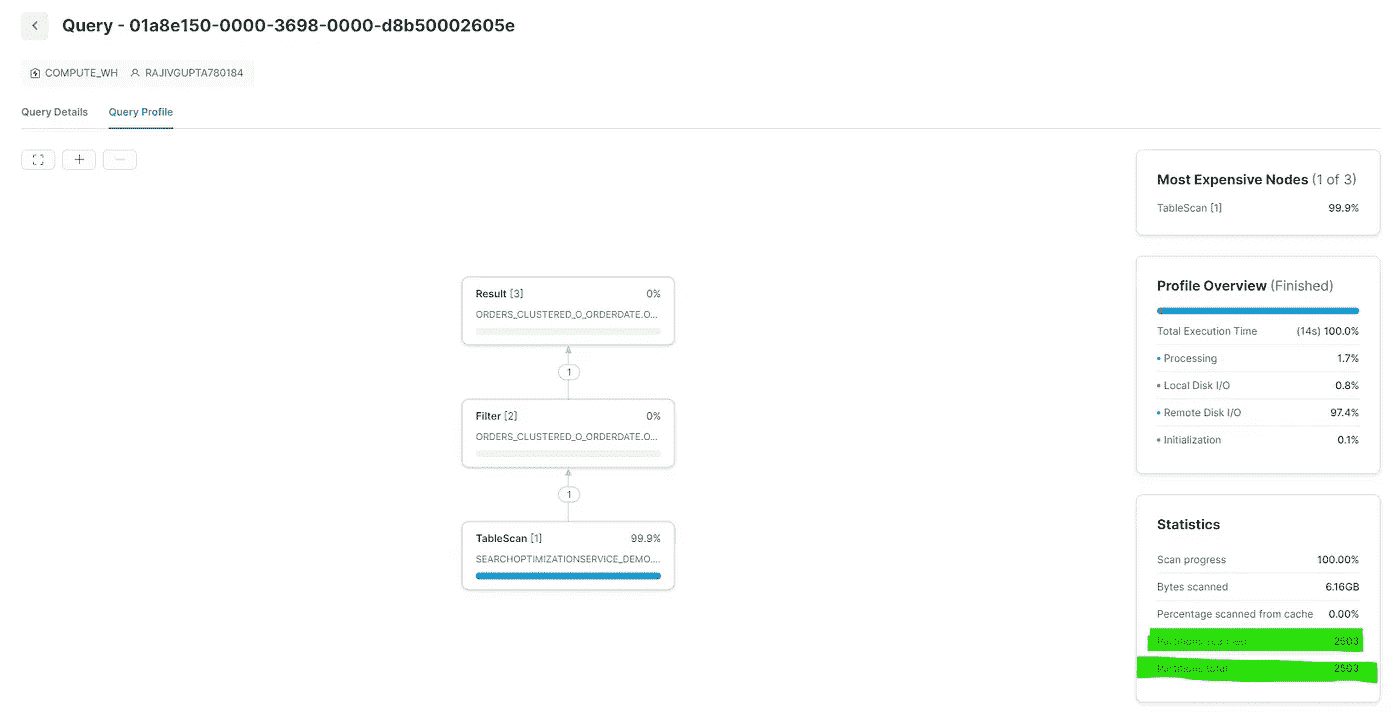 Query - 01a8e150-0000-3698-0000-d8b50002605e
COMPUTE_WH RAJIVGUPTA780184
Query Details Query Profile
Most Expensive Nodes (1 of 3)
TableScan [1] 99.9%
Result [3] 0%
ORDERS_CLUSTERED_O_ORDERDATE.O...
1
Filter [2] 0%
ORDERS_CLUSTERED_O_ORDERDATE.O...
1
TableScan [1] 99.9%
SEARCHOPTIMIZATIONSERVICE_DEMO....
Profile Overview (Finished)
Total Execution Time (14s) 100.0%
Processing 1.7%
Local Disk I/O 0.8%
Remote Disk I/O 97.4%
Initialization 0.1%
Statistics
Scan progress 100.00%
Bytes scanned 6.16GB
Percentage scanned from cache 0.00%
Partitions scanned 2503
Partitions total 2503